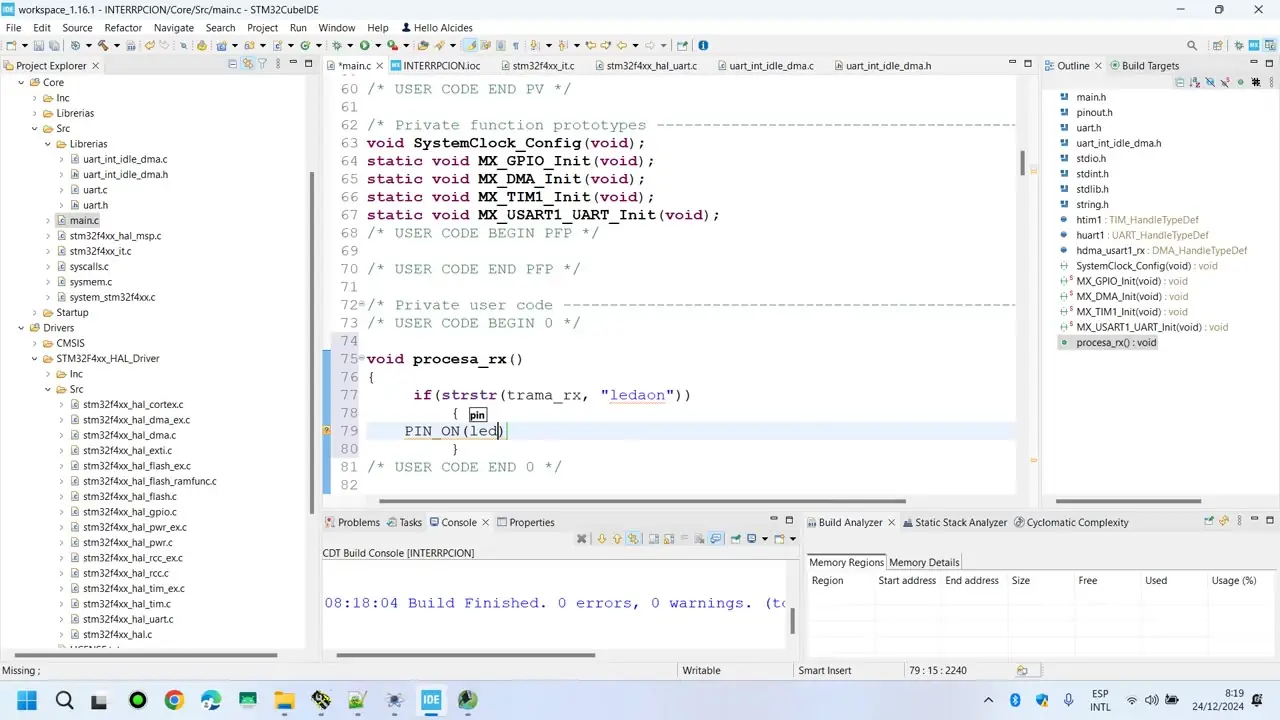 workspace_1.16.1 - INTERRPCION/Core/Src/main.c - STM32CubeIDE
File Edit Source Refactor Navigate Search Project Run Window Help Hello Alcides
Project Explorer
Core
Inc
Librerias
Src
Librerias
uart_int_idle_dma.c
uart_int_idle_dma.h
uart.c
uart.h
main.c
stm32f4xx_hal_msp.c
stm32f4xx_it.c
syscalls.c
sysmem.c
system_stm32f4xx.c
Startup
Drivers
CMSIS
STM32F4xx_HAL_Driver
Inc
Src
stm32f4xx_hal_cortex.c
stm32f4xx_hal_dma_ex.c
stm32f4xx_hal_dma.c
stm32f4xx_hal_exti.c
stm32f4xx_hal_flash_ex.c
stm32f4xx_hal_flash_ramfunc.c
stm32f4xx_hal_flash.c
stm32f4xx_hal_gpio.c
stm32f4xx_hal_pwr_ex.c
stm32f4xx_hal_pwr.c
stm32f4xx_hal_rcc_ex.c
stm32f4xx_hal_rcc.c
stm32f4xx_hal_tim_ex.c
stm32f4xx_hal_tim.c
stm32f4xx_hal_uart.c
stm32f4xx_hal.c
*main.c INTERRPCION.ioc stm32f4xx_it.c stm32f4xx_hal_uart.c uart_int_idle_dma.c uart_int_idle_dma.h
60 /* USER CODE END PV */
61
62 /* Private function prototypes -----------------------------------------------
63 void SystemClock_Config(void);
64 static void MX_GPIO_Init(void);
65 static void MX_DMA_Init(void);
66 static void MX_TIM1_Init(void);
67 static void MX_USART1_UART_Init(void);
68 /* USER CODE BEGIN PFP */
69
70 /* USER CODE END PFP */
71
72 /* Private user code ---------------------------------------------------------
73 /* USER CODE BEGIN 0 */
74
75 void procesa_rx()
76 {
77 if(strstr(trama_rx, "ledaon"))
78 { pin
79 PIN_ON(led)
80 }
81 /* USER CODE END 0 */
82
Outline Build Targets
main.h
pinout.h
uart.h
uart_int_idle_dma.h
stdio.h
stdint.h
stdlib.h
string.h
htim1 : TIM_HandleTypeDef
huart1 : UART_HandleTypeDef
hdma_usart1_rx : DMA_HandleTypeDef
SystemClock_Config(void) : void
MX_GPIO_Init(void) : void
MX_DMA_Init(void) : void
MX_TIM1_Init(void) : void
MX_USART1_UART_Init(void) : void
procesa_rx() : void
Problems Tasks Console Properties
CDT Build Console [INTERRPCION]
08:18:04 Build Finished. 0 errors, 0 warnings. (to
Build Analyzer Static Stack Analyzer Cyclomatic Complexity
Memory Regions Memory Details
Region Start address End address Size Free Used Usage (%)
Missing ; Writable Smart Insert 79 : 15 : 2240
IDE
ESP
INTL
8:19
24/12/2024